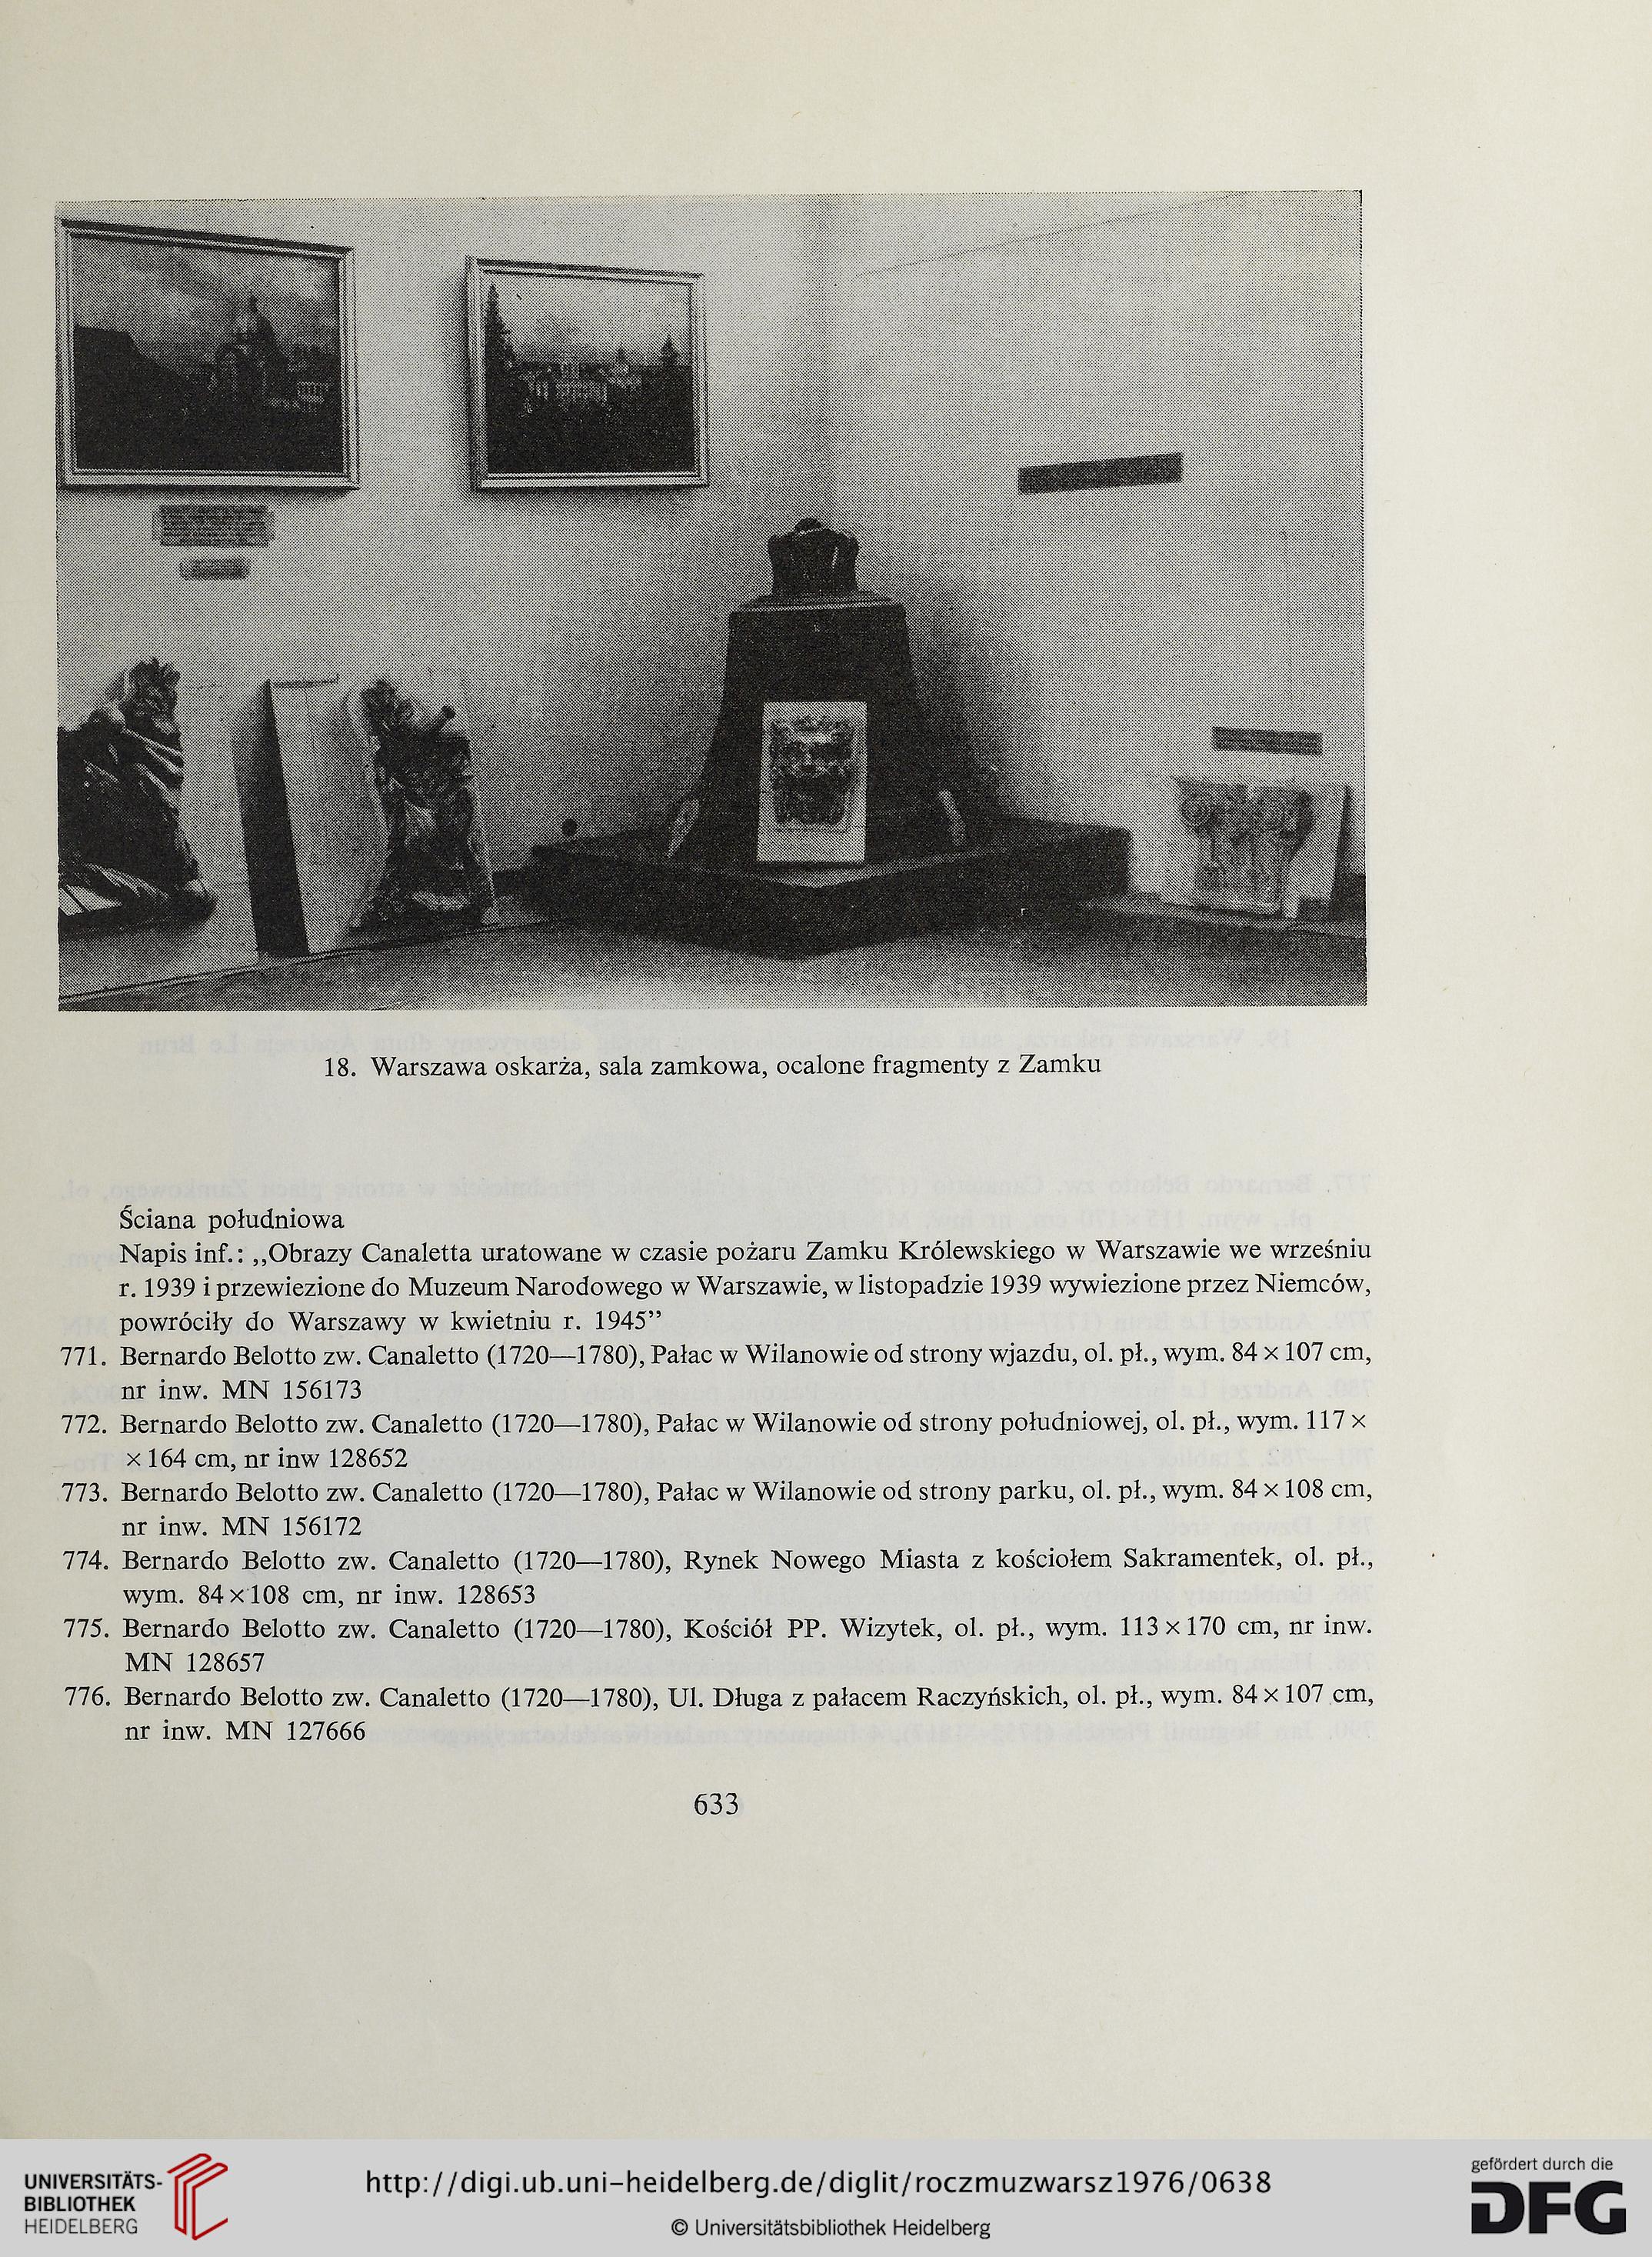 18. Warszawa oskarża, sala zamkowa, ocalone fragmenty z Zamku
Ściana południowa
Napis inf.: ,,Obrazy Canaletta uratowane w czasie pożaru Zamku Królewskiego w Warszawie we wrześniu
r. 1939 i przewiezione do Muzeum Narodowego w Warszawie, w listopadzie 1939 wywiezione przez Niemców,
powróciły do Warszawy w kwietniu r. 1945”
771. Bernardo Belotto zw. Canaletto (1720—1780), Pałac w Wilanowie od strony wjazdu, ol. pł., wym. 84 × 107 cm,
nr inw. MN 156173
772. Bernardo Belotto zw. Canaletto (1720—1780), Pałac w Wilanowie od strony południowej, ol. pł., wym. 117 ×
× 164 cm, nr inw 128652
773. Bernardo Belotto zw. Canaletto (1720—1780), Pałac w Wilanowie od strony parku, ol. pł., wym. 84 × 108 cm,
nr inw. MN 156172
774. Bernardo Belotto zw. Canaletto (1720—1780), Rynek Nowego Miasta z kościołem Sakramentek, ol. pł.,
wym. 84 × 108 cm, nr inw. 128653
775. Bernardo Belotto zw. Canaletto (1720—1780), Kościół PP. Wizytek, ol. pł., wym. 113 × 170 cm, nr inw.
MN 128657
776. Bernardo Belotto zw. Canaletto (1720—1780), Ul. Długa z pałacem Raczyńskich, ol. pł., wym. 84 × 107 cm,
nr inw. MN 127666
633
UNIVERSITÄTS-
BIBLIOTHEK
HEIDELBERG
http://digi.ub.uni-heidelberg.de/diglit/roczmuzwarsz1976/0638
© Universitätsbibliothek Heidelberg
gefördert durch die
DFG